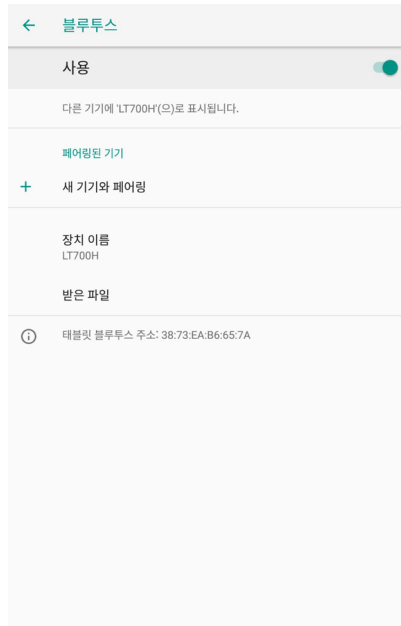 블루투스
사용
다른 기기에 'LT700H'(으)로 표시됩니다.
페어링된 기기
새 기기와 페어링
장치 이름
LT700H
받은 파일
태블릿 블루투스 주소: 38:73:EA:B6:65:7A